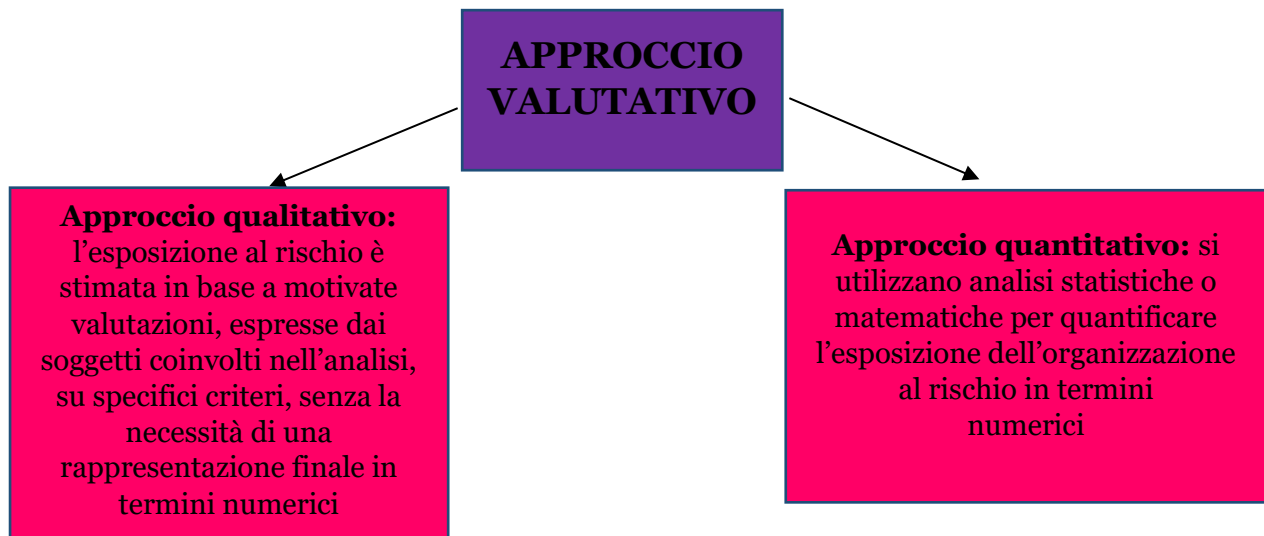 APPROCCIO
VALUTATIVO
Approccio qualitativo:
l’esposizione al rischio è
stimata in base a motivate
valutazioni, espresse dai
soggetti coinvolti nell’analisi,
su specifici criteri, senza la
necessità di una
rappresentazione finale in
termini numerici
Approccio quantitativo: si
utilizzano analisi statistiche o
matematiche per quantificare
l’esposizione dell’organizzazione
al rischio in termini
numerici